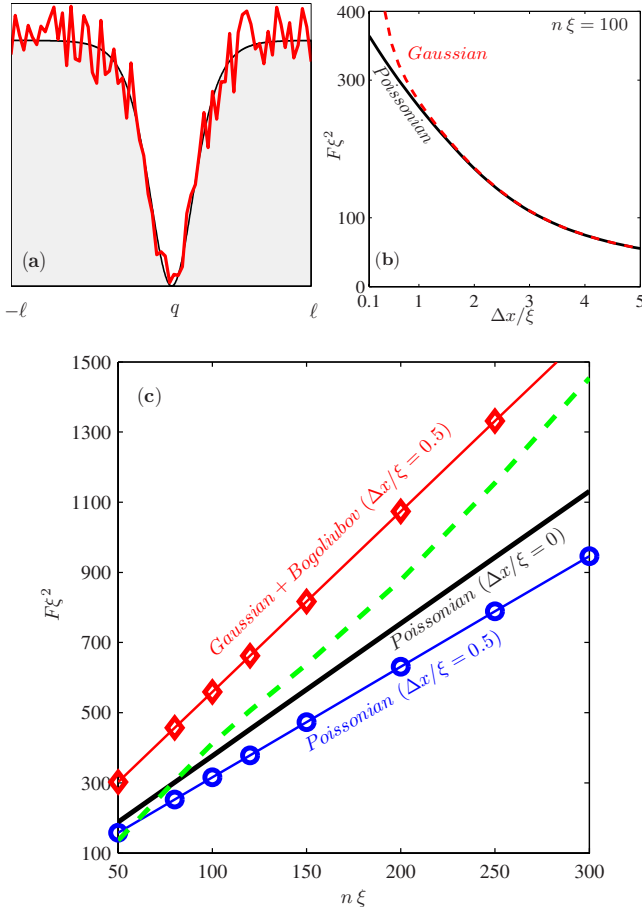 (a)
−ℓ q ℓ
400
300
100
0
Fξ²
n ξ = 100
Gaussian
Poissonian
(b)
0.1 1 2 3 4 5
Δx/ξ
1500
1300
1100
900
700
500
300
100
Fξ²
(c)
Gaussian + Bogoliubov (Δx/ξ = 0.5)
Poissonian (Δx/ξ = 0)
Poissonian (Δx/ξ = 0.5)
50 100 150 200 250 300
n ξ